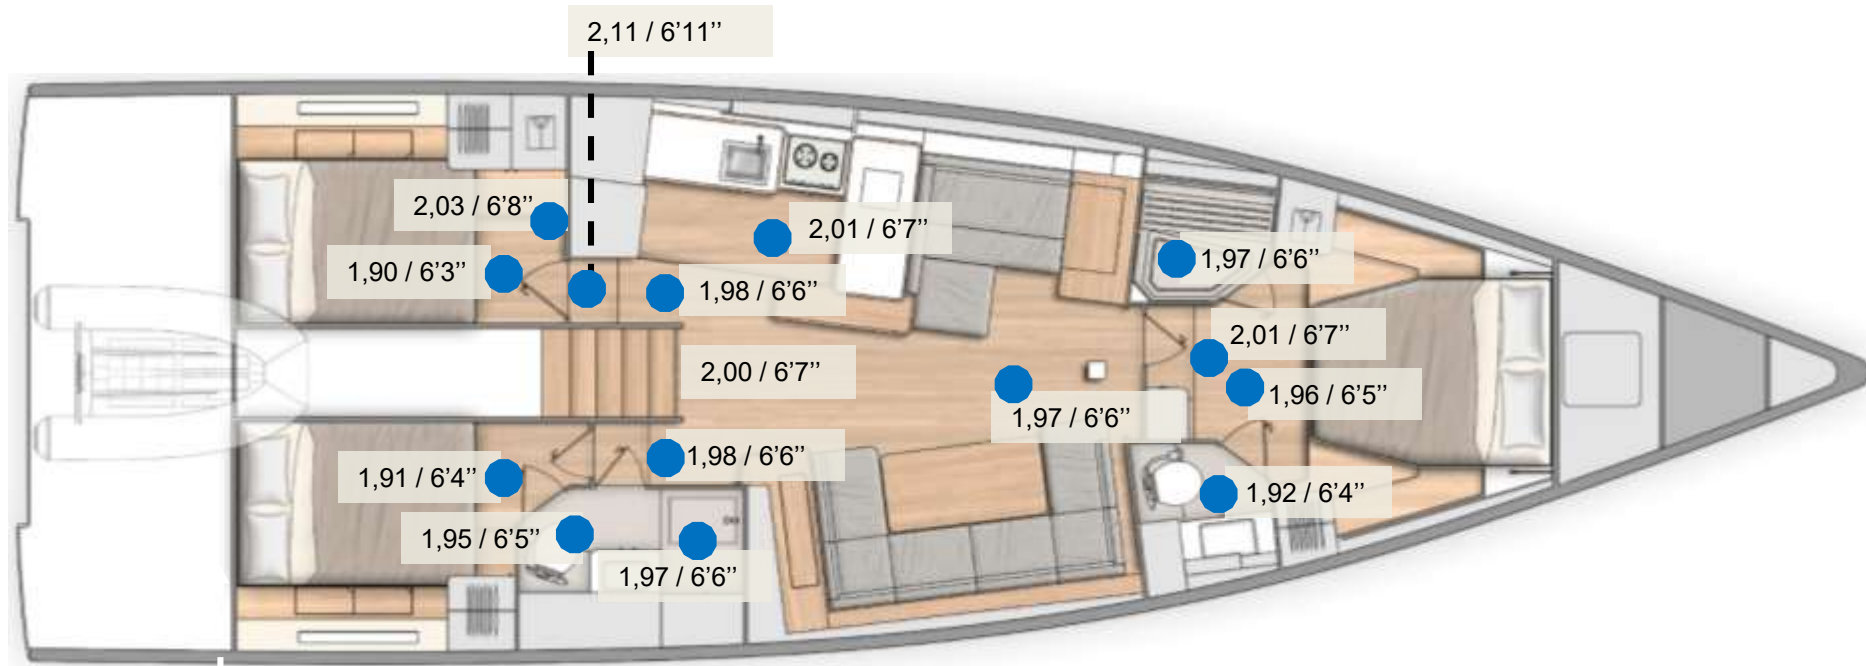 2,11 / 6’11’’
2,03 / 6’8’’
2,01 / 6’7’’
1,90 / 6’3’’
1,98 / 6’6’’
1,97 / 6’6’’
2,01 / 6’7’’
2,00 / 6’7’’
1,96 / 6’5’’
1,97 / 6’6’’
1,98 / 6’6’’
1,91 / 6’4’’
1,92 / 6’4’’
1,95 / 6’5’’
1,97 / 6’6’’